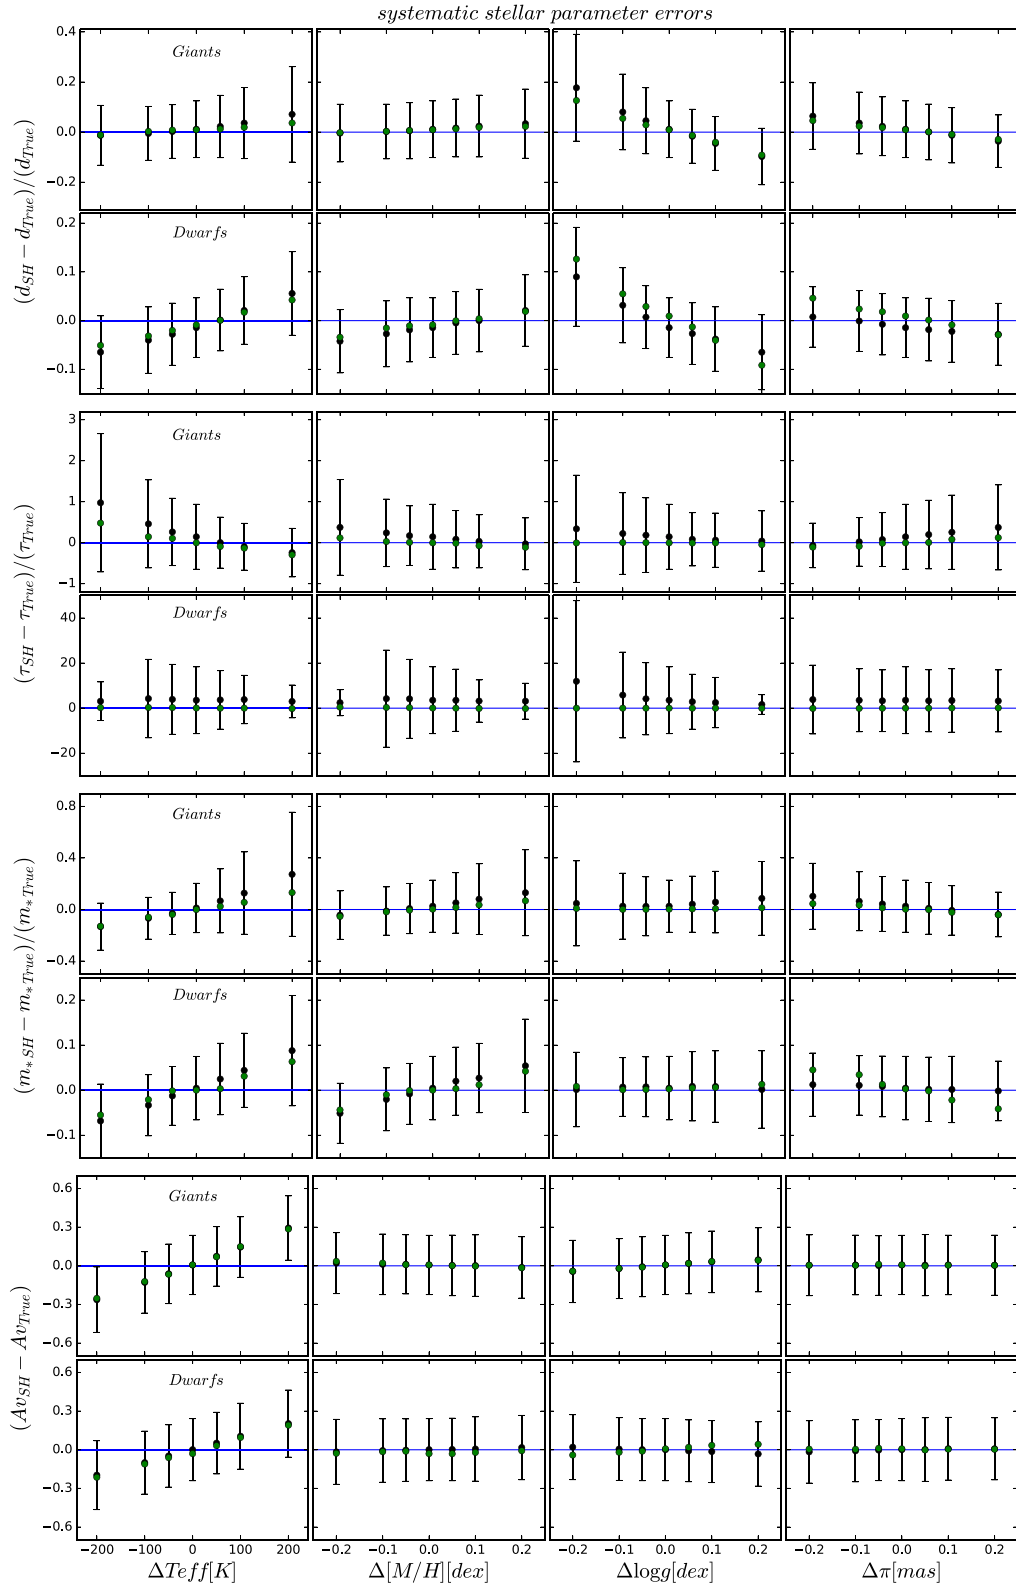 systematic stellar parameter errors
(d_SH − d_True)/(d_True)
Giants
0.4
0.2
0.0
−0.2
Dwarfs
0.2
0.1
0.0
−0.1
(τ_SH − τ_True)/(τ_True)
Giants
3
2
1
0
−1
Dwarfs
40
20
0
−20
(m_*SH − m_*True)/(m_*True)
Giants
0.8
0.4
0.0
−0.4
Dwarfs
0.2
0.1
0.0
−0.1
(Av_SH − Av_True)
Giants
0.6
0.3
0.0
−0.3
−0.6
Dwarfs
0.6
0.3
0.0
−0.3
−0.6
−200 −100 0 100 200
−0.2 −0.1 0.0 0.1 0.2
−0.2 −0.1 0.0 0.1 0.2
−0.2 −0.1 0.0 0.1 0.2
ΔTeff[K]
Δ[M/H][dex]
Δlogg[dex]
Δπ[mas]